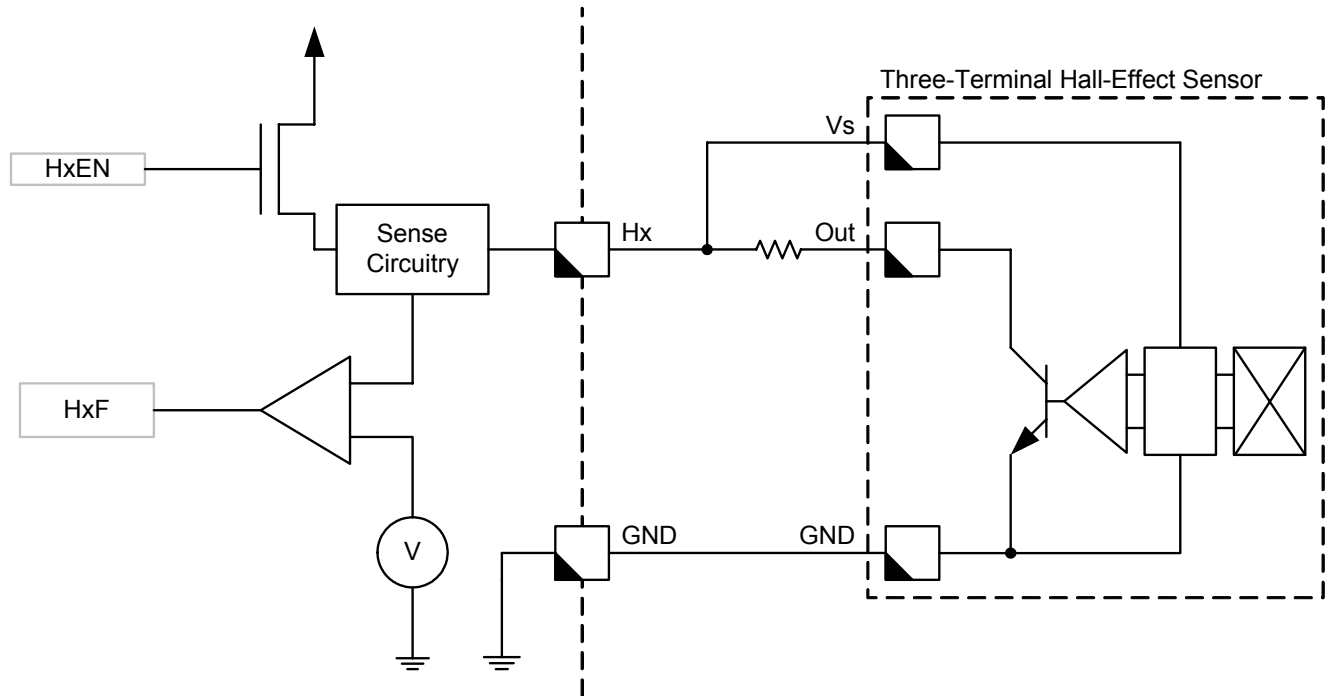 Three-Terminal Hall-Effect Sensor
Vs
HxEN
Hx
Out
Sense
Circuitry
HxF
GND
GND
V